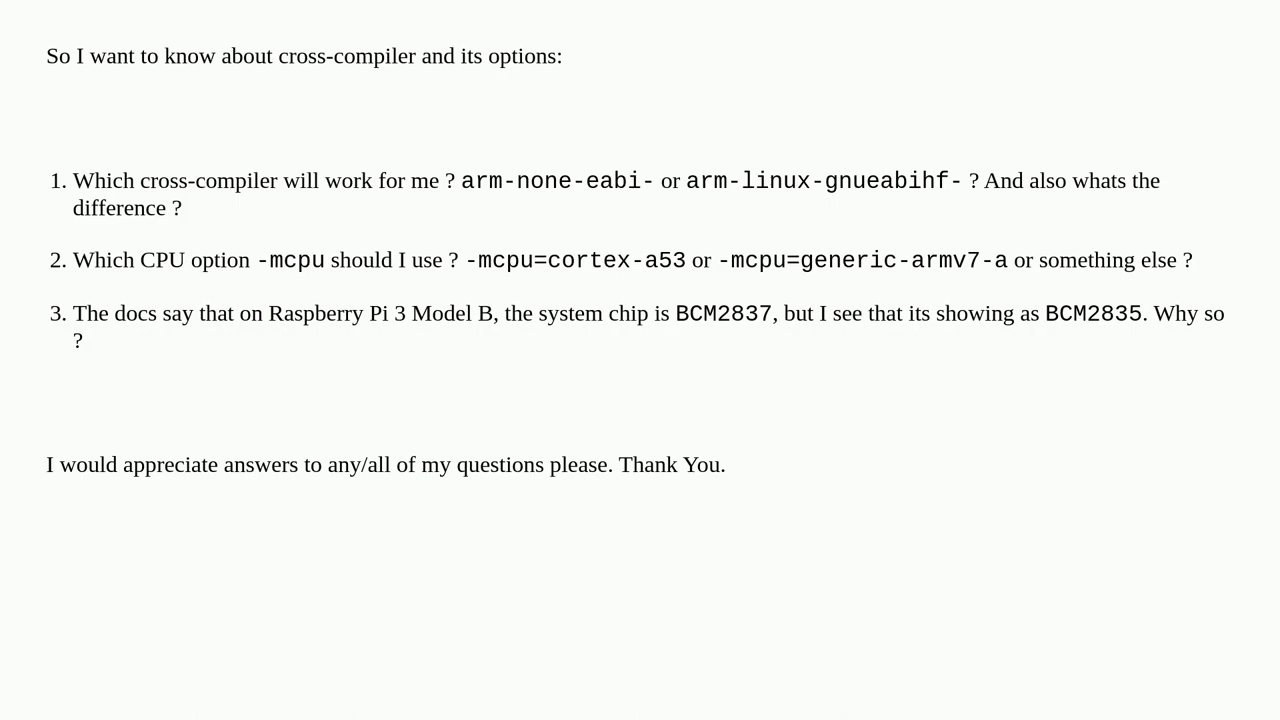 So I want to know about cross-compiler and its options:
1. Which cross-compiler will work for me ? arm-none-eabi- or arm-linux-gnueabihf- ? And also whats the
difference ?
2. Which CPU option -mcpu should I use ? -mcpu=cortex-a53 or -mcpu=generic-armv7-a or something else ?
3. The docs say that on Raspberry Pi 3 Model B, the system chip is BCM2837, but I see that its showing as BCM2835. Why so
?
I would appreciate answers to any/all of my questions please. Thank You.